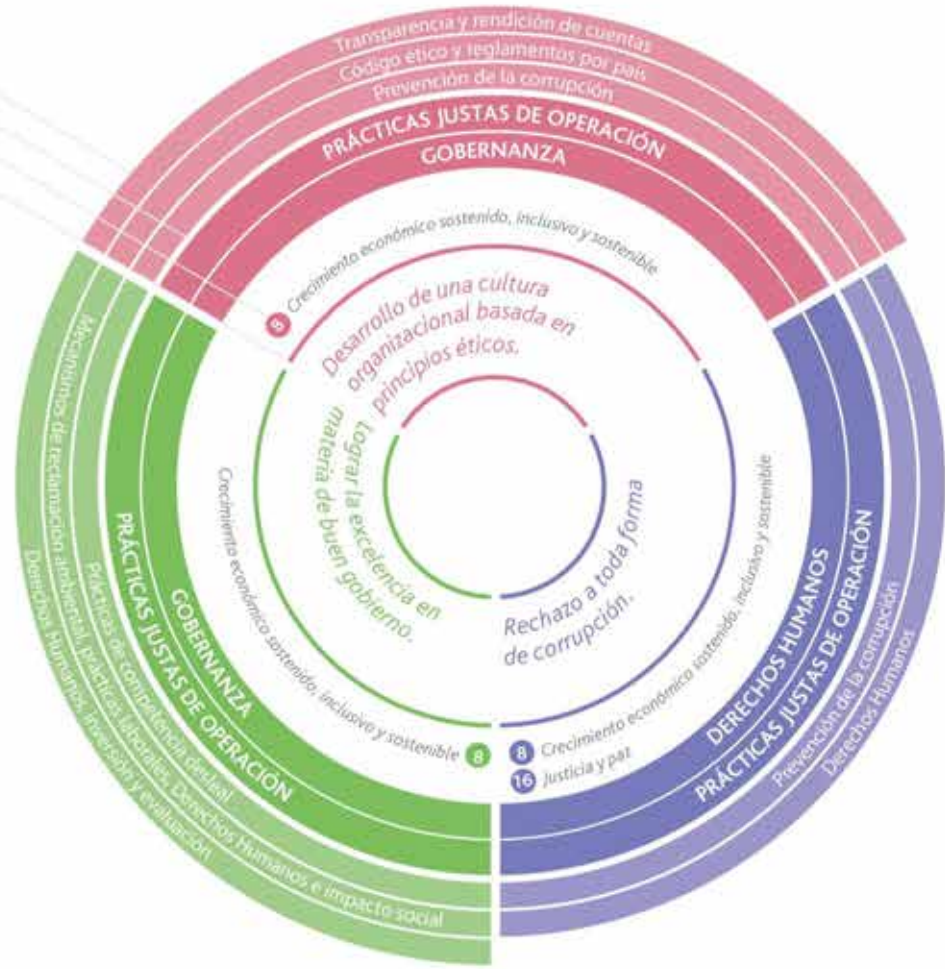 Transparencia y rendición de cuentas
Código ético y reglamentos por país
Prevención de la corrupción
PRÁCTICAS JUSTAS DE OPERACIÓN
GOBERNANZA
8 Crecimiento económico sostenido, inclusivo y sostenible
Desarrollo de una cultura
organizacional basada en
principios éticos.
Lograr la excelencia en
materia de buen gobierno.
Crecimiento económico sostenido, inclusivo y sostenible 8
GOBERNANZA
PRÁCTICAS JUSTAS DE OPERACIÓN
Prácticas de competencia desleal
Mecanismos de reclamación ambiental, prácticas laborales, Derechos Humanos e impacto social
Derechos Humanos, inversión y evaluación
Rechazo a toda forma
de corrupción.
8 Crecimiento económico sostenido, inclusivo y sostenible
16 Justicia y paz
DERECHOS HUMANOS
PRÁCTICAS JUSTAS DE OPERACIÓN
Prevención de la corrupción
Derechos Humanos